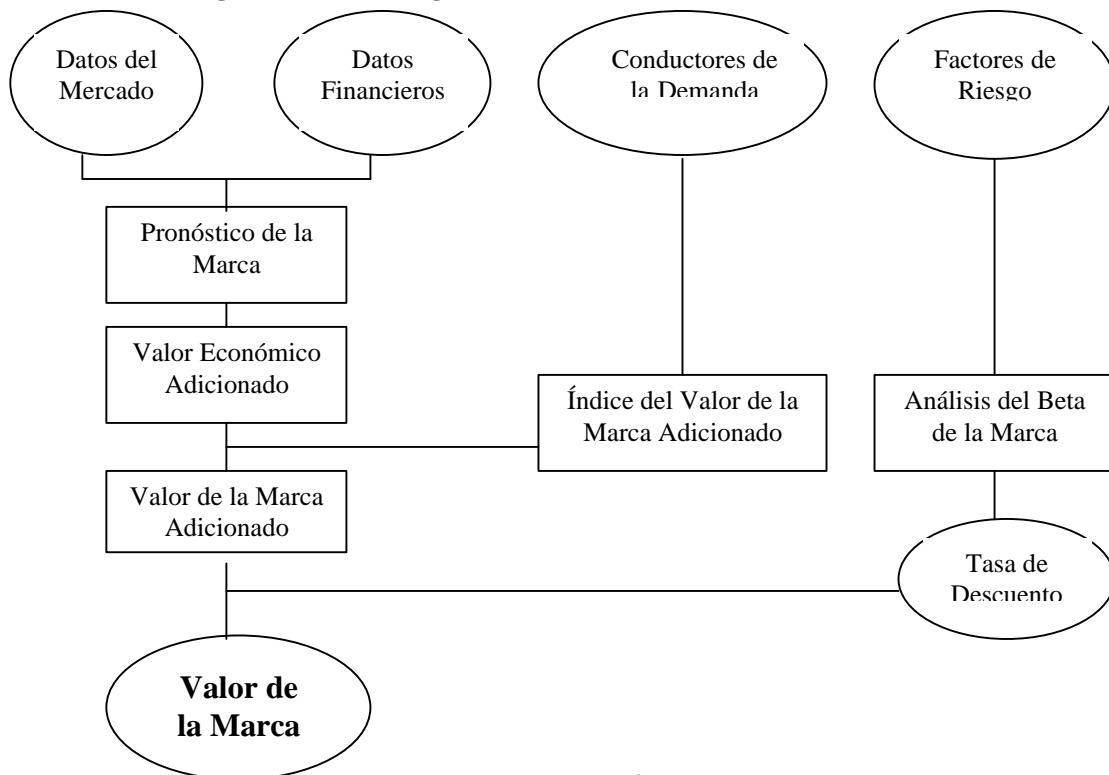 Datos del
Mercado
Datos
Financieros
Conductores de
la Demanda
Factores de
Riesgo
Pronóstico de la
Marca
Valor Económico
Adicionado
Índice del Valor de la
Marca Adicionado
Análisis del Beta
de la Marca
Valor de la Marca
Adicionado
Tasa de
Descuento
Valor de
la Marca